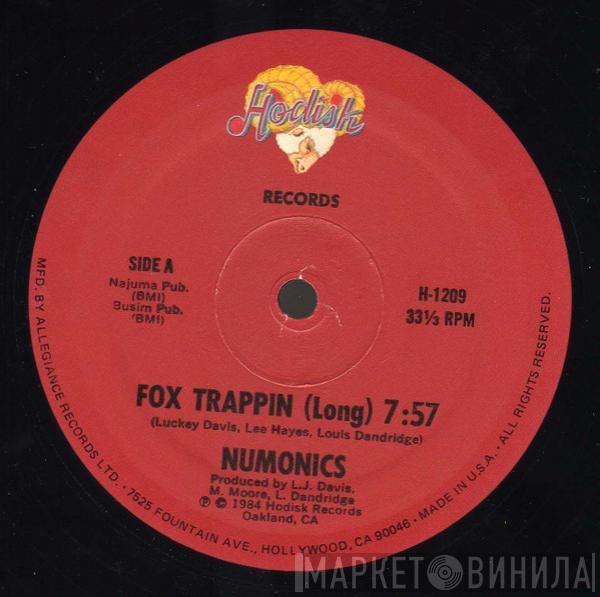 Hodisk
RECORDS
SIDE A
Najuma Pub.
(BMI)
Busim Pub.
(BMI)
H-1209
33⅓ RPM
FOX TRAPPIN (Long) 7:57
(Luckey Davis, Lee Hayes, Louis Dandridge)
NUMONICS
Produced by L.J. Davis,
M. Moore, L. Dandridge
℗ © 1984 Hodisk Records
Oakland, CA
MFD. BY ALLEGIANCE RECORDS LTD. • 7525 FOUNTAIN AVE., HOLLYWOOD, CA 90046 • MADE IN U.S.A. • ALL RIGHTS RESERVED.
МАРКЕТ ВИНИЛА